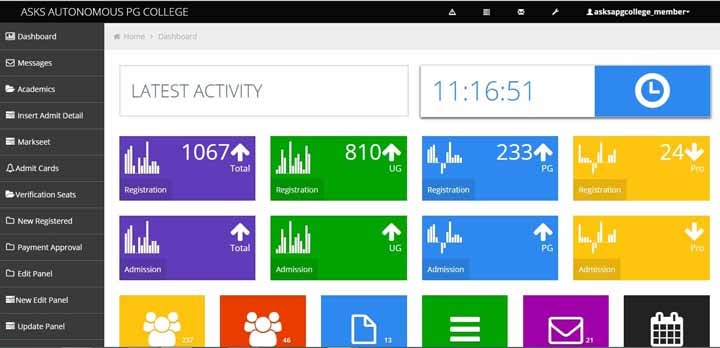 ASKS AUTONOMOUS PG COLLEGE
asksapgcollege_member
Dashboard
Messages
Academics
Insert Admit Detail
Markseet
Admit Cards
Verification Seats
New Registered
Payment Approval
Edit Panel
New Edit Panel
Update Panel
Home > Dashboard
LATEST ACTIVITY
11:16:51
1067
Total
Registration
810
UG
Registration
233
PG
Registration
24
Pro
Registration
Total
Admission
UG
Admission
PG
Admission
Pro
Admission
237
46
13
21